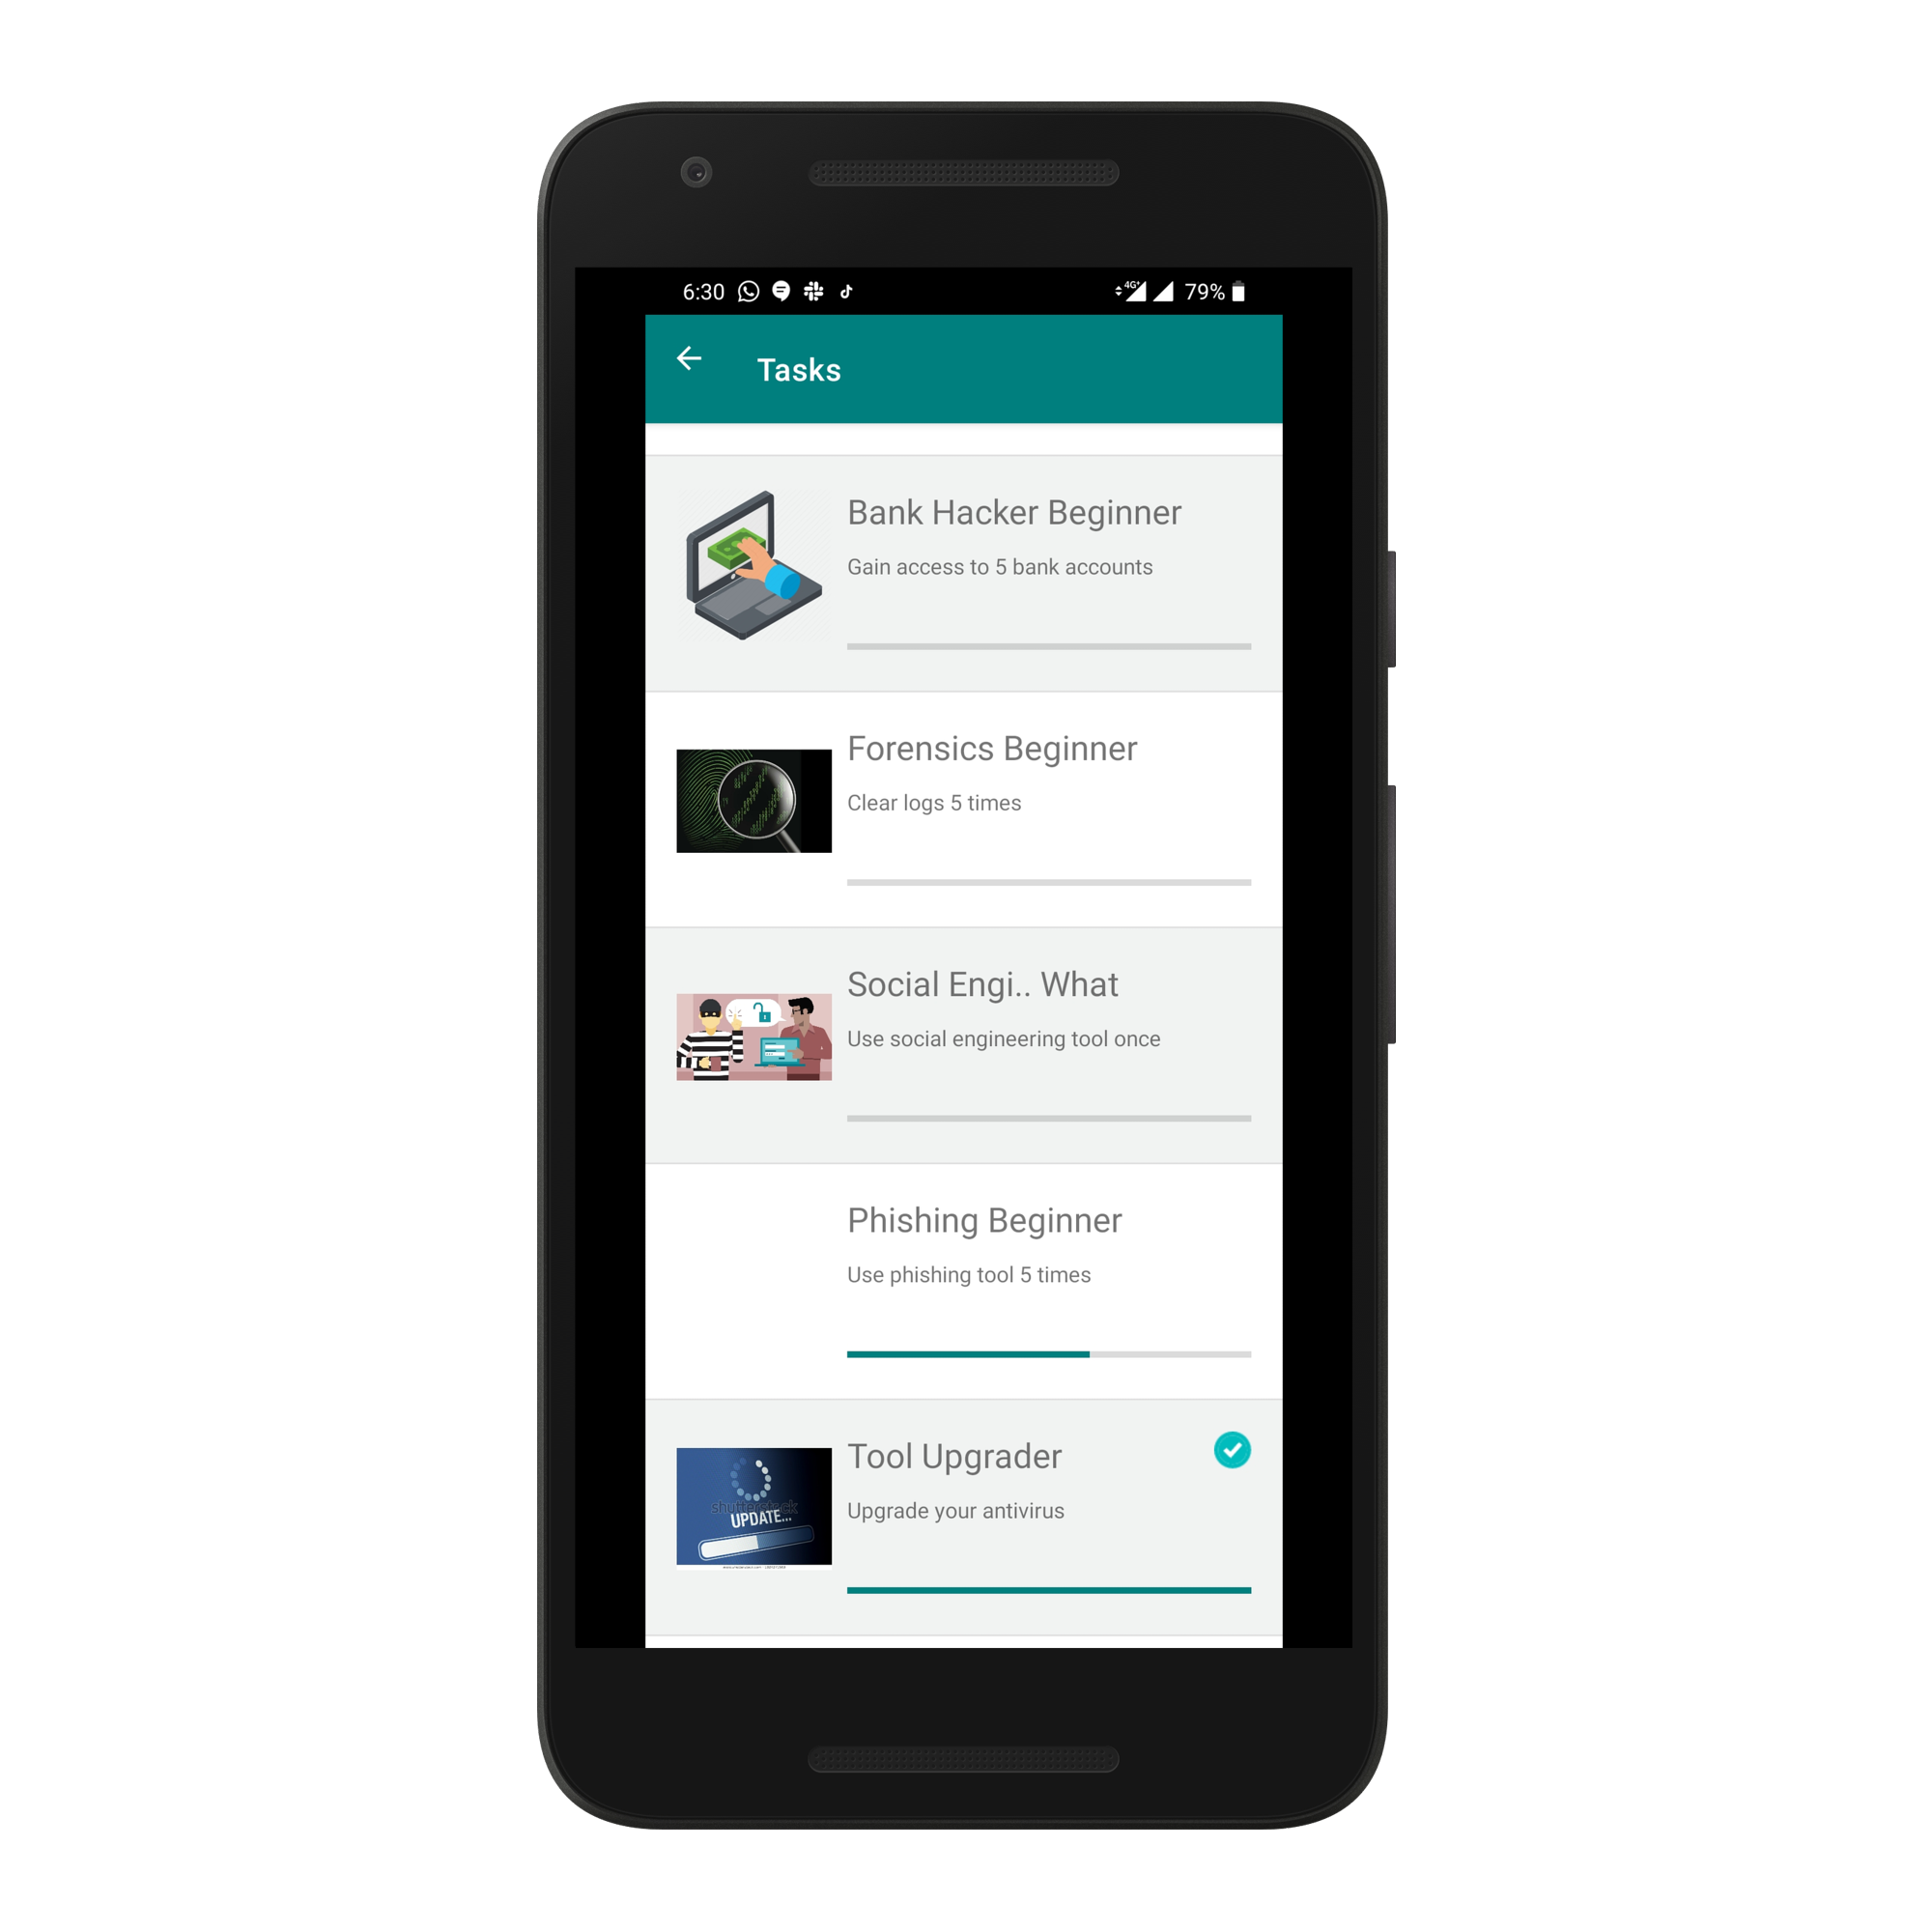 6:30 4G+ 79%
Tasks
Bank Hacker Beginner
Gain access to 5 bank accounts
Forensics Beginner
Clear logs 5 times
Social Engi.. What
Use social engineering tool once
Phishing Beginner
Use phishing tool 5 times
Tool Upgrader
Upgrade your antivirus
shutterstock
UPDATE...